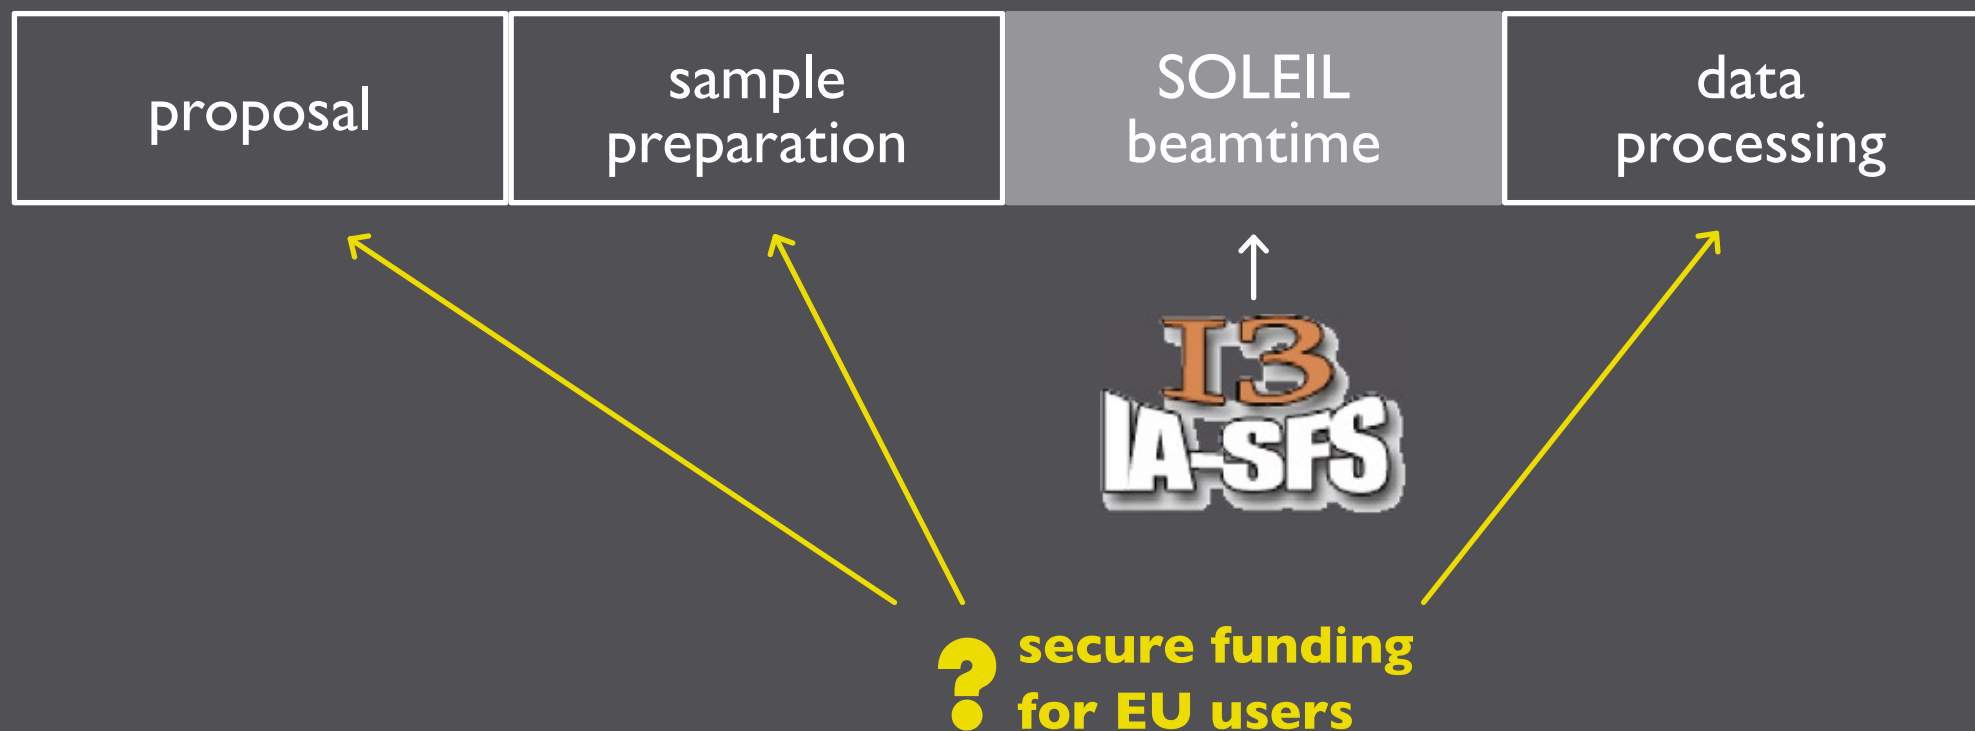 proposal
sample
preparation
SOLEIL
beamtime
data
processing
I3
IA-SFS
? secure funding
for EU users